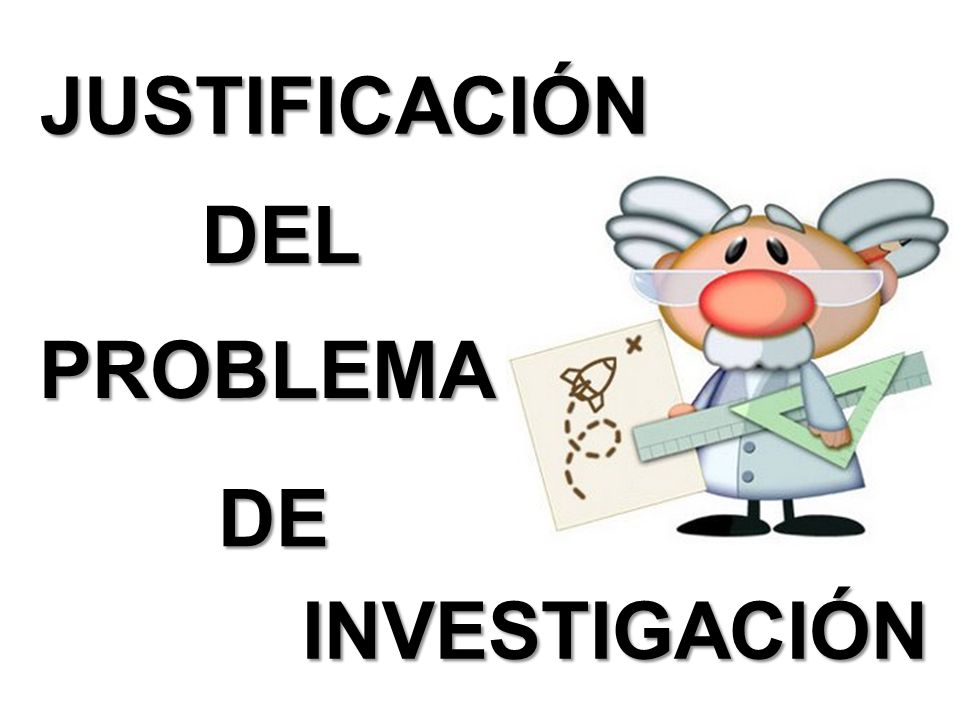 JUSTIFICACIÓN
DEL
PROBLEMA
DE
INVESTIGACIÓN